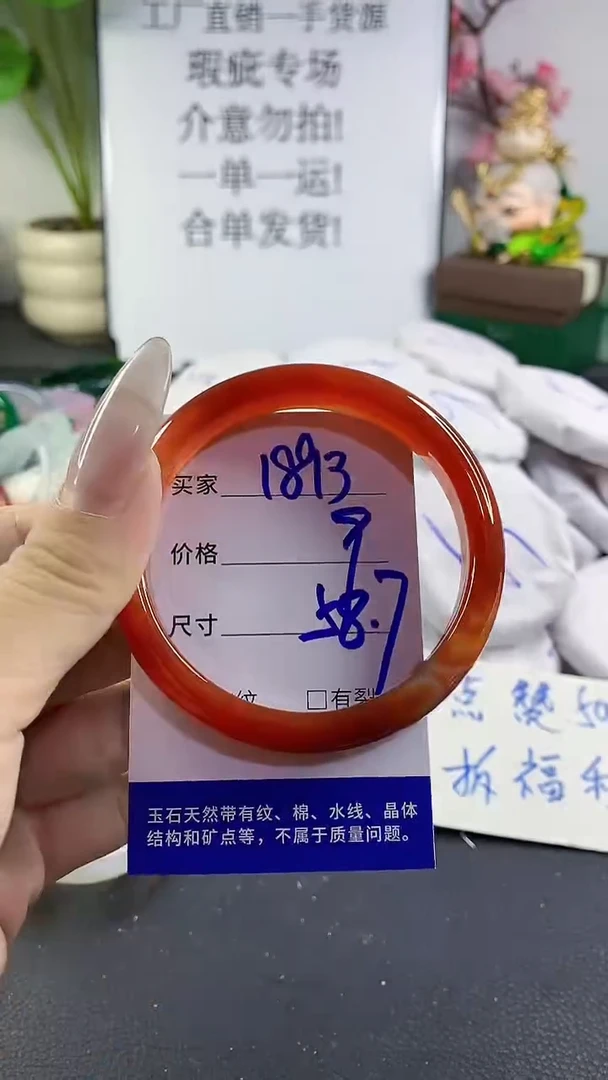 工厂直销一手货源
瑕疵专场
介意勿拍!
一单一运!
合单发货!
买家 1893
价格 9
尺寸 58.7
纹 □有裂
玉石天然带有纹、棉、水线、晶体
结构和矿点等，不属于质量问题。
点赞50
拆福利